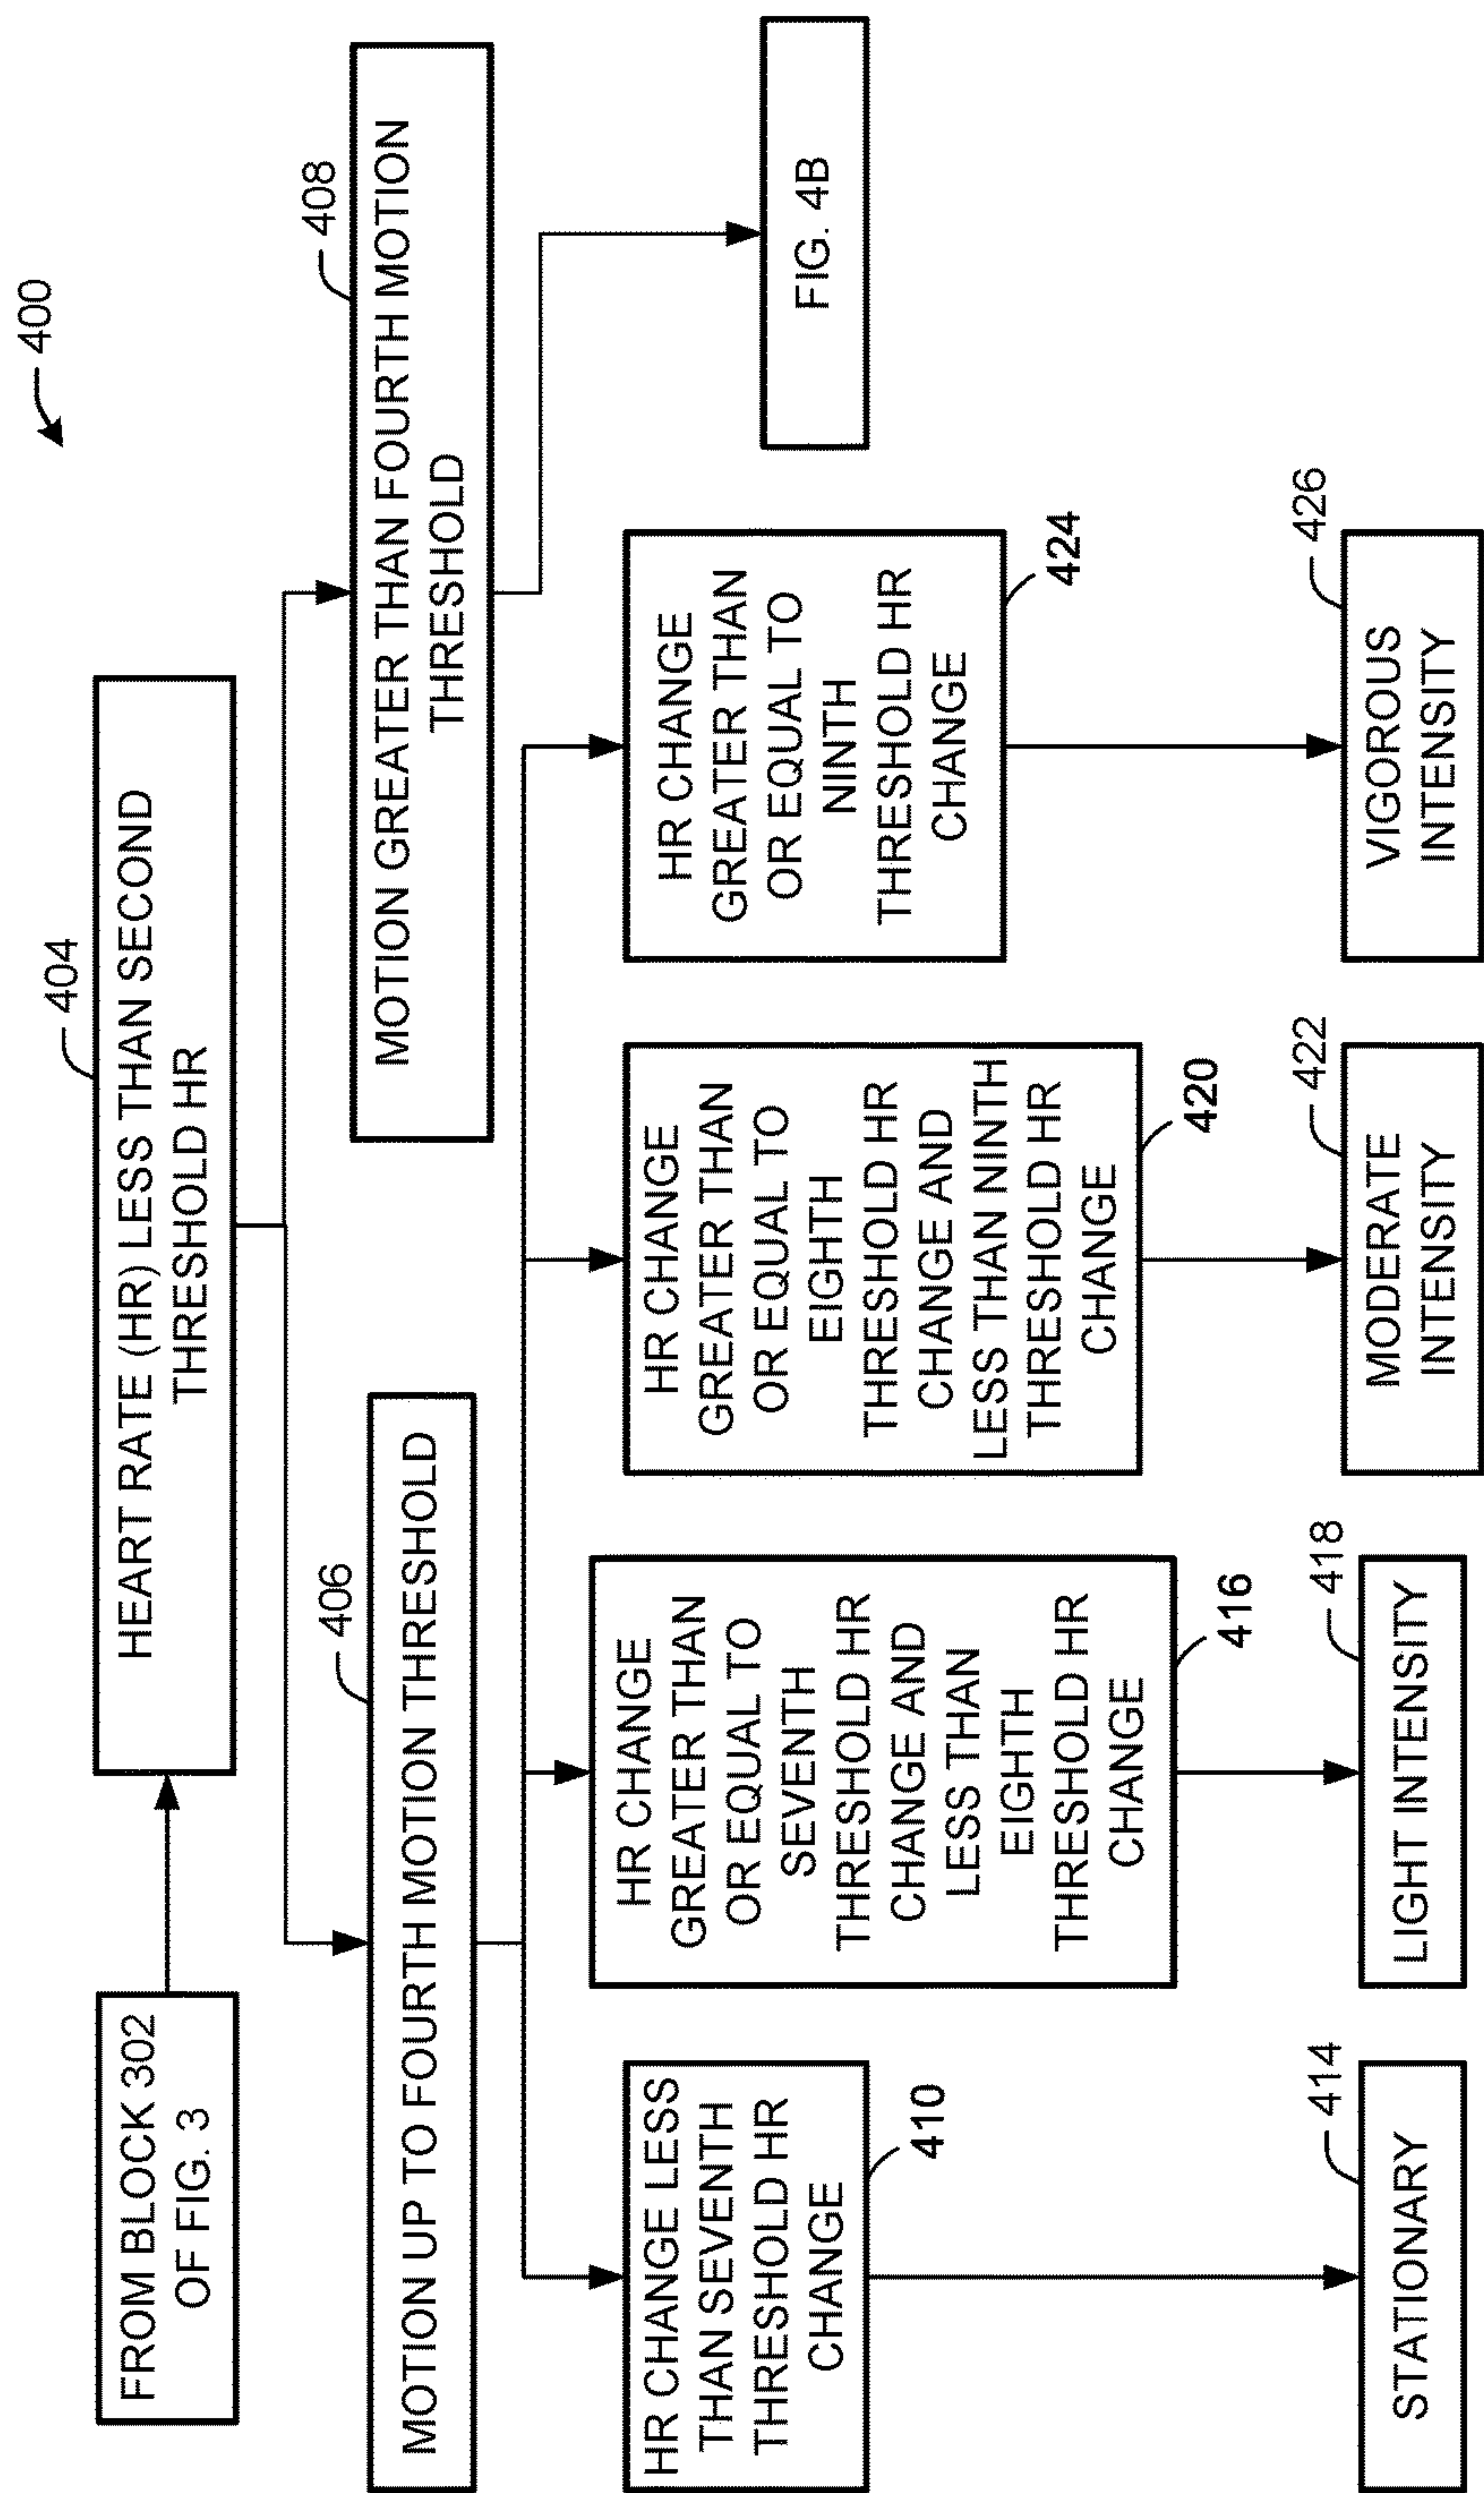 400
FROM BLOCK 302
OF FIG. 3
404
HEART RATE (HR) LESS THAN SECOND
THRESHOLD HR
406
MOTION UP TO FOURTH MOTION THRESHOLD
408
MOTION GREATER THAN FOURTH MOTION
THRESHOLD
HR CHANGE LESS
THAN SEVENTH
THRESHOLD HR
CHANGE
410
HR CHANGE
GREATER THAN
OR EQUAL TO
SEVENTH
THRESHOLD HR
CHANGE AND
LESS THAN
EIGHTH
THRESHOLD HR
CHANGE
416
HR CHANGE
GREATER THAN
OR EQUAL TO
EIGHTH
THRESHOLD HR
CHANGE AND
LESS THAN NINTH
THRESHOLD HR
CHANGE
420
HR CHANGE
GREATER THAN
OR EQUAL TO
NINTH
THRESHOLD HR
CHANGE
424
FIG. 4B
414
STATIONARY
418
LIGHT INTENSITY
422
MODERATE
INTENSITY
426
VIGOROUS
INTENSITY